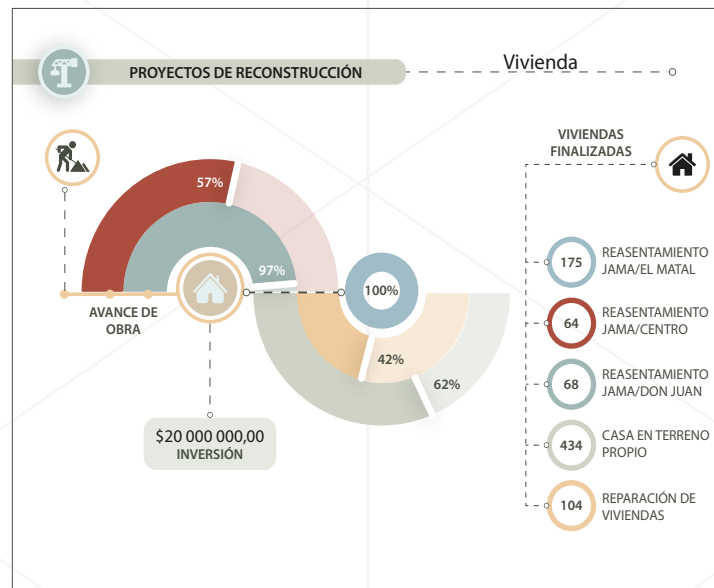 PROYECTOS DE RECONSTRUCCIÓN
Vivienda
57%
97%
100%
42%
62%
AVANCE DE
OBRA
$20 000 000,00
INVERSIÓN
VIVIENDAS
FINALIZADAS
175
REASENTAMIENTO
JAMA/EL MATAL
64
REASENTAMIENTO
JAMA/CENTRO
68
REASENTAMIENTO
JAMA/DON JUAN
434
CASA EN TERRENO
PROPIO
104
REPARACIÓN DE
VIVIENDAS